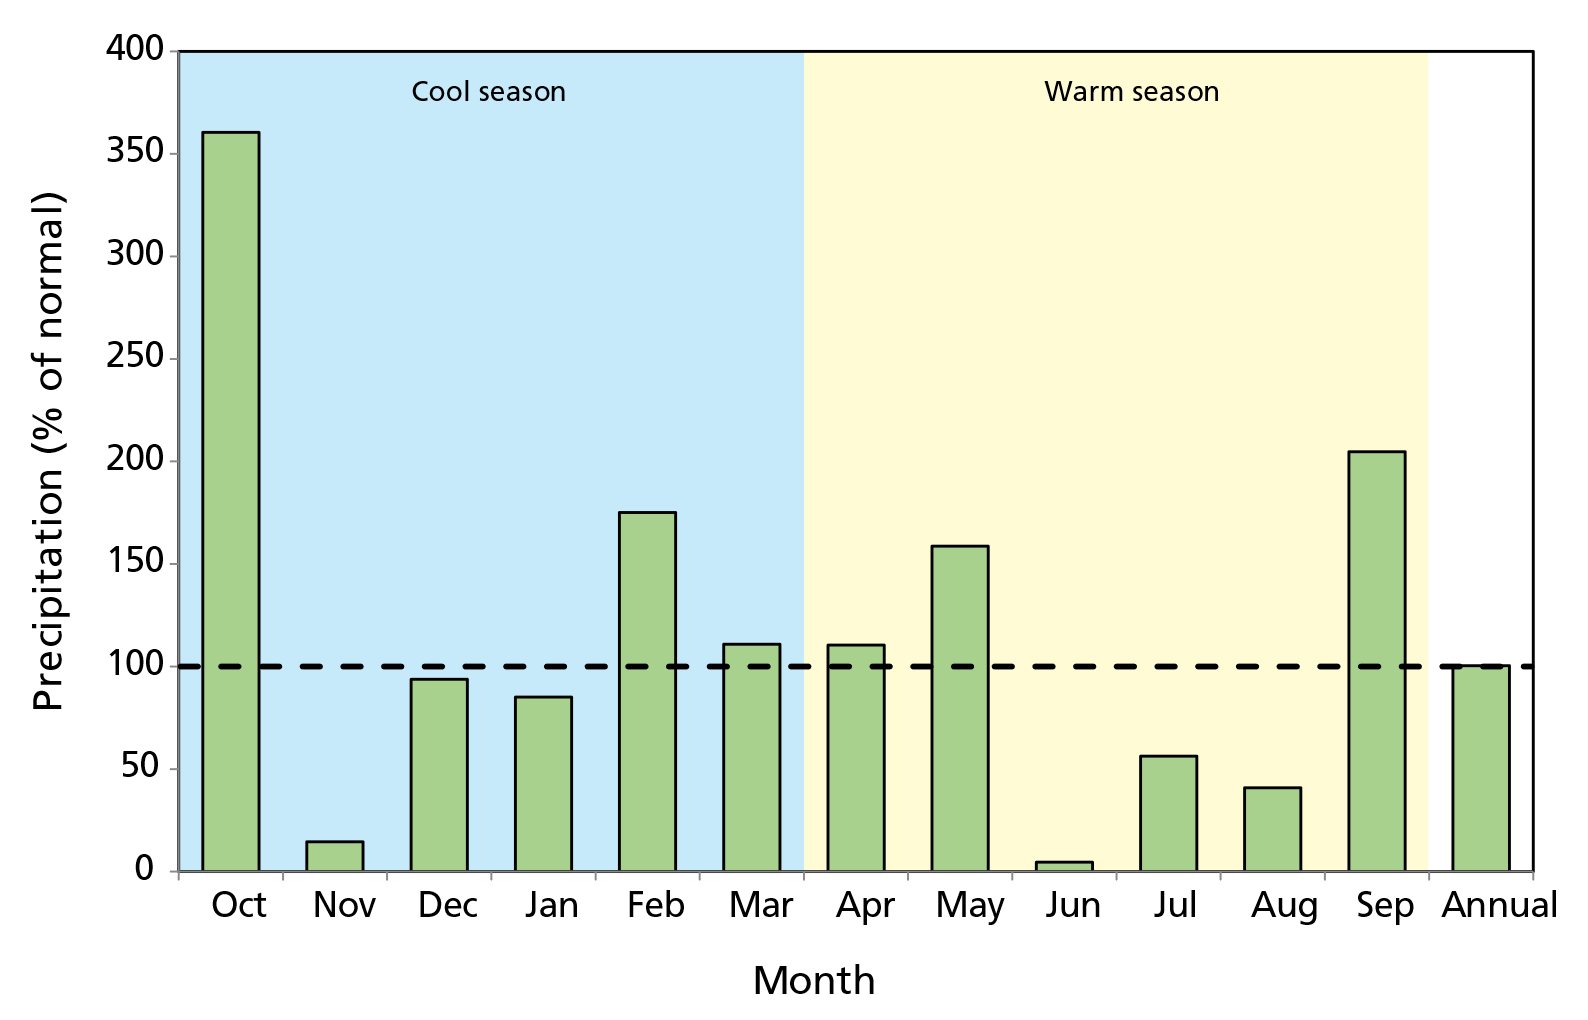 Precipitation (% of normal)
400
350
300
250
200
150
100
50
0
Cool season
Warm season
Oct Nov Dec Jan Feb Mar Apr May Jun Jul Aug Sep Annual
Month